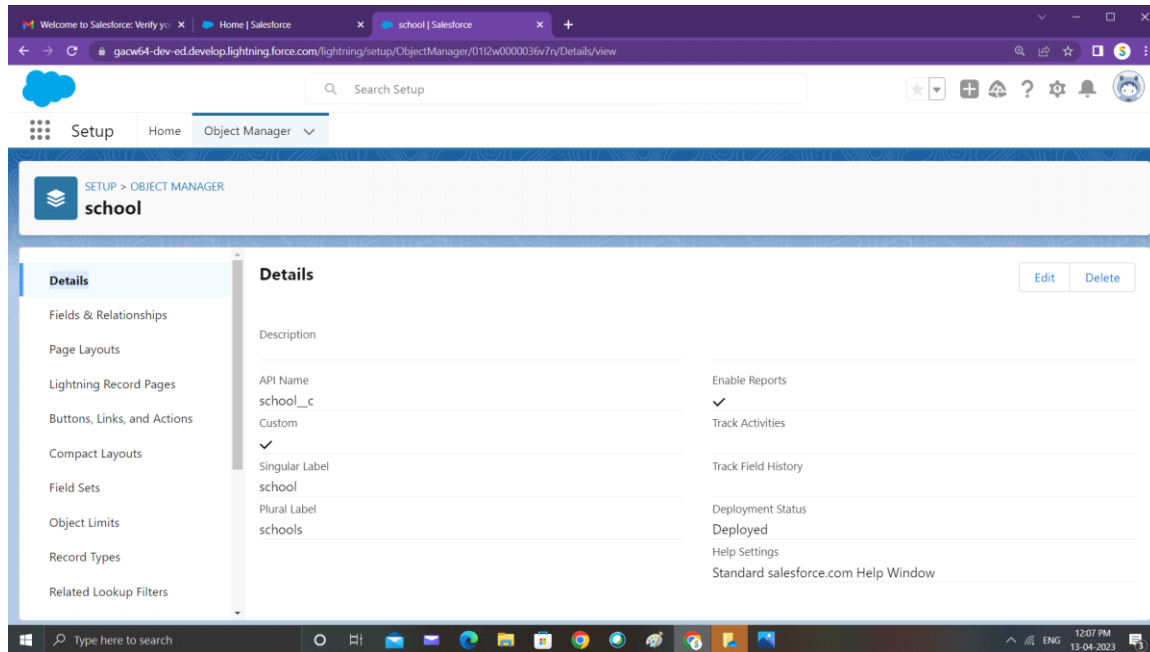 Welcome to Salesforce: Verify yo
Home | Salesforce
school | Salesforce
gacw64-dev-ed.develop.lightning.force.com/lightning/setup/ObjectManager/01I2w0000036v7n/Details/view
S
Search Setup
Setup
Home
Object Manager
SETUP > OBJECT MANAGER
school
Details
Fields & Relationships
Page Layouts
Lightning Record Pages
Buttons, Links, and Actions
Compact Layouts
Field Sets
Object Limits
Record Types
Related Lookup Filters
Details
Edit
Delete
Description
API Name
school__c
Custom
Singular Label
school
Plural Label
schools
Enable Reports
Track Activities
Track Field History
Deployment Status
Deployed
Help Settings
Standard salesforce.com Help Window
Type here to search
ENG
12:07 PM
13-04-2023
3